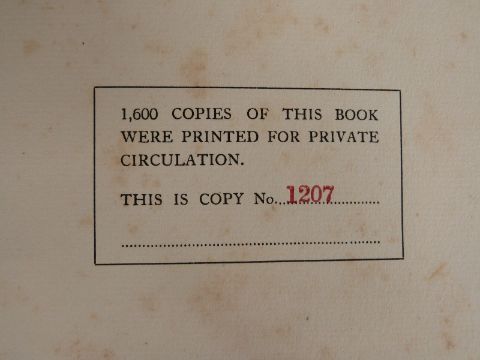 1,600 COPIES OF THIS BOOK
WERE PRINTED FOR PRIVATE
CIRCULATION.
THIS IS COPY No....1207............
................................................................